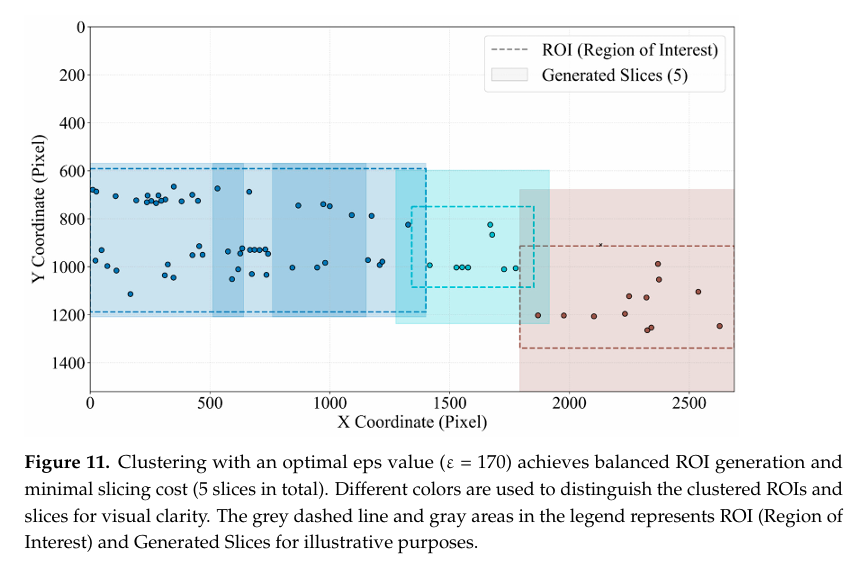 0
200
400
600
800
1000
1200
1400
Y Coordinate (Pixel)
ROI (Region of Interest)
Generated Slices (5)
0 500 1000 1500 2000 2500
X Coordinate (Pixel)
Figure 11. Clustering with an optimal eps value (ε = 170) achieves balanced ROI generation and
minimal slicing cost (5 slices in total). Different colors are used to distinguish the clustered ROIs and
slices for visual clarity. The grey dashed line and gray areas in the legend represents ROI (Region of
Interest) and Generated Slices for illustrative purposes.